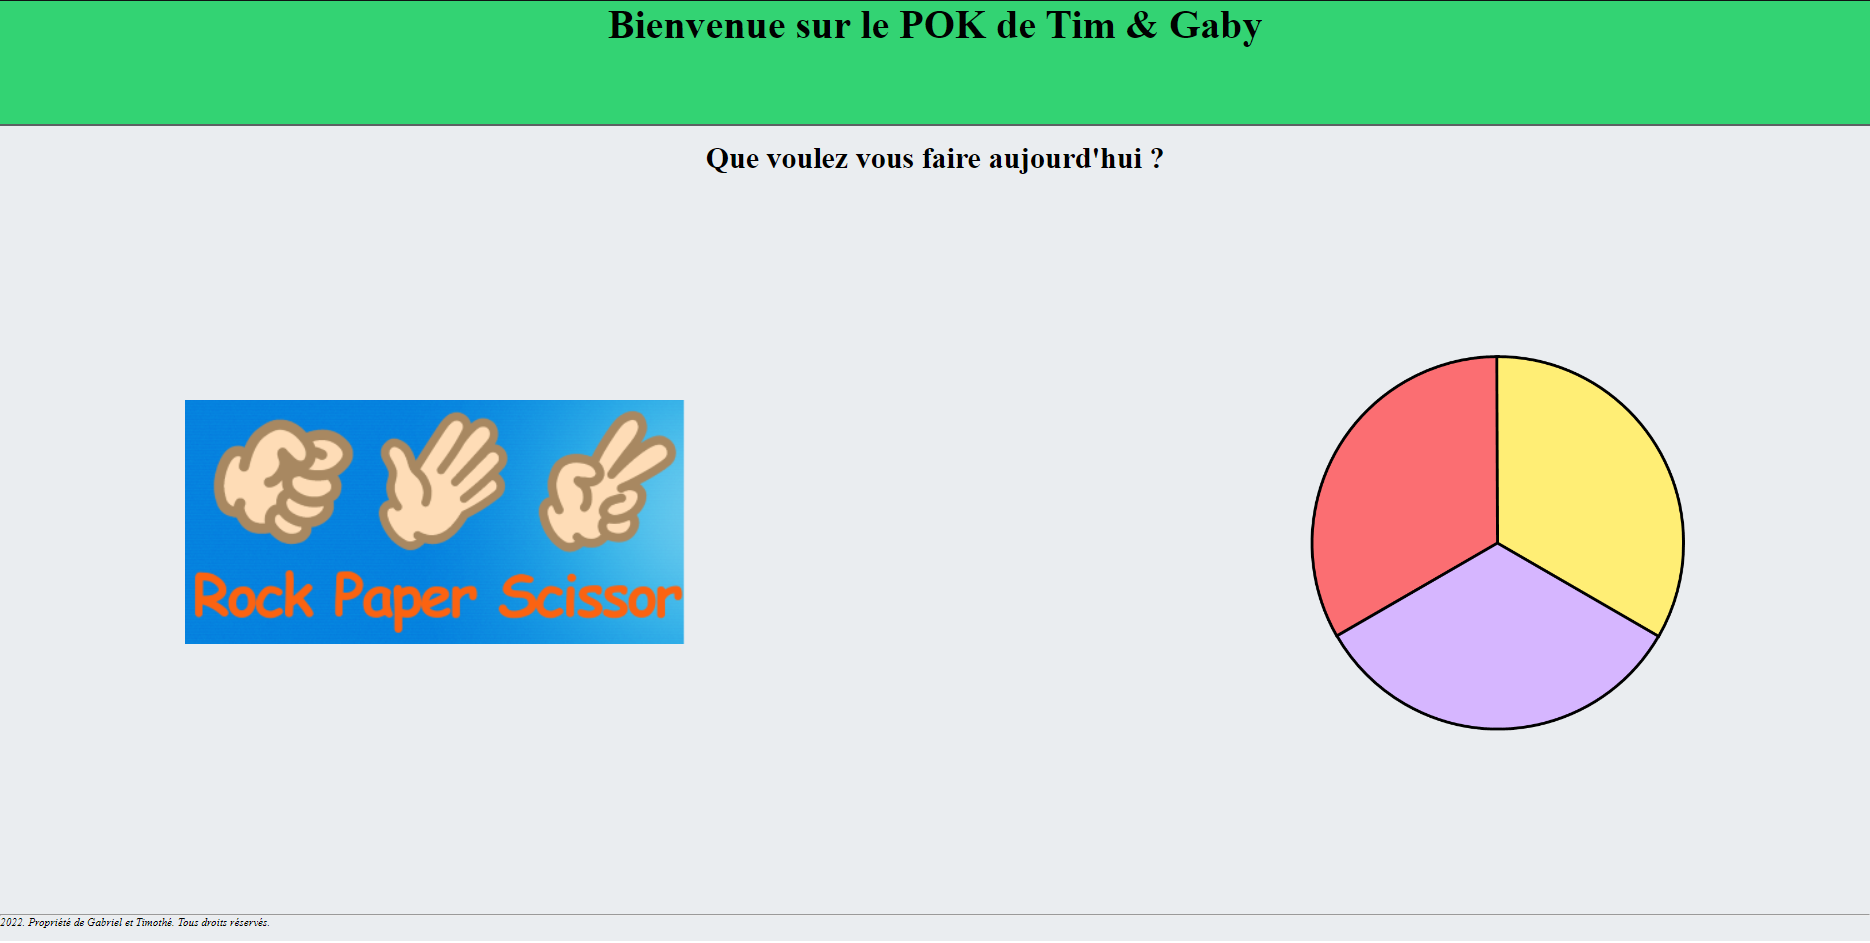 Bienvenue sur le POK de Tim & Gaby
Que voulez vous faire aujourd'hui ?
Rock Paper Scissor
2022. Propriété de Gabriel et Timothé. Tous droits réservés.